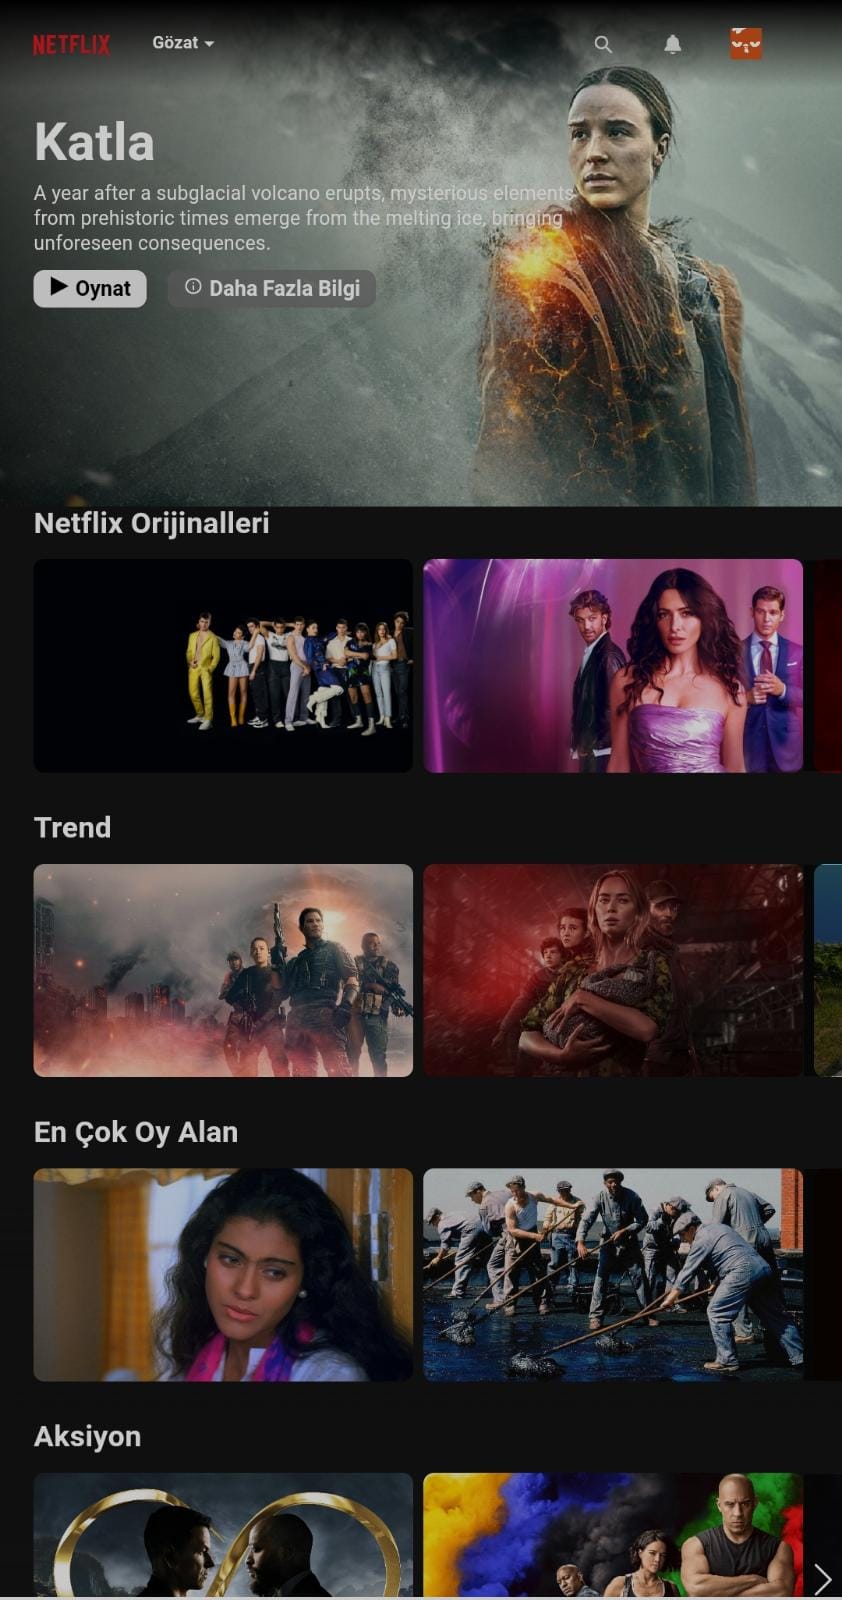 NETFLIX
Gözat
Katla
A year after a subglacial volcano erupts, mysterious elements
from prehistoric times emerge from the melting ice, bringing
unforeseen consequences.
Oynat
Daha Fazla Bilgi
Netflix Orijinalleri
Trend
En Çok Oy Alan
Aksiyon